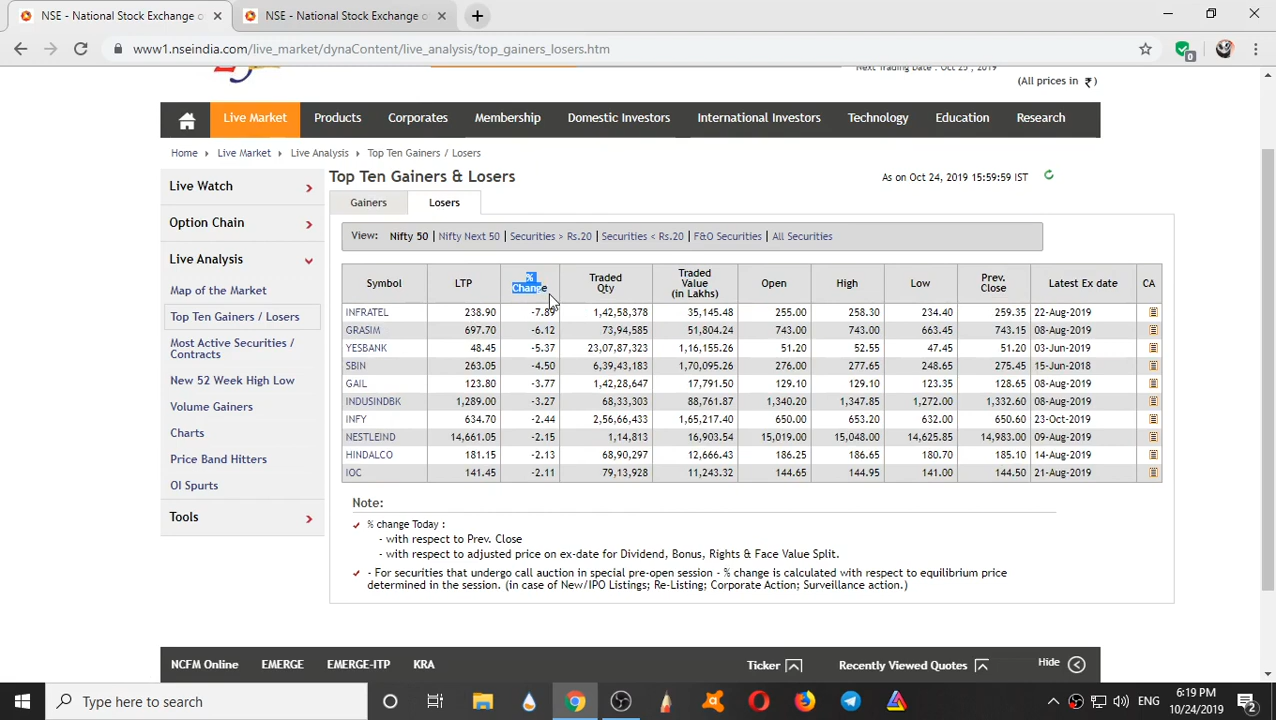 NSE - National Stock Exchange o
NSE - National Stock Exchange of
www1.nseindia.com/live_market/dynaContent/live_analysis/top_gainers_losers.htm
0
Next Trading Date : Oct 25 , 2019
(All prices in ₹)
Live Market Products Corporates Membership Domestic Investors International Investors Technology Education Research
Home Live Market Live Analysis Top Ten Gainers / Losers
Live Watch
Option Chain
Live Analysis
Map of the Market
Top Ten Gainers / Losers
Most Active Securities /
Contracts
New 52 Week High Low
Volume Gainers
Charts
Price Band Hitters
OI Spurts
Tools
Top Ten Gainers & Losers
As on Oct 24, 2019 15:59:59 IST
Gainers Losers
View: Nifty 50 | Nifty Next 50 | Securities > Rs.20 | Securities < Rs.20 | F&O Securities | All Securities
Symbol LTP % Change Traded Qty Traded Value (in Lakhs) Open High Low Prev. Close Latest Ex date CA
INFRATEL 238.90 -7.89 1,42,58,378 35,145.48 255.00 258.30 234.40 259.35 22-Aug-2019
GRASIM 697.70 -6.12 73,94,585 51,804.24 743.00 743.00 663.45 743.15 08-Aug-2019
YESBANK 48.45 -5.37 23,07,87,323 1,16,155.26 51.20 52.55 47.45 51.20 03-Jun-2019
SBIN 263.05 -4.50 6,39,43,183 1,70,095.26 276.00 277.65 248.65 275.45 15-Jun-2018
GAIL 123.80 -3.77 1,42,28,647 17,791.50 129.10 129.10 123.35 128.65 08-Aug-2019
INDUSINDBK 1,289.00 -3.27 6,83,33,303 88,761.87 1,340.20 1,347.85 1,272.00 1,332.60 08-Aug-2019
INFY 634.70 -2.44 2,56,66,433 1,65,217.40 650.00 653.20 632.00 650.60 23-Oct-2019
NESTLEIND 14,661.05 -2.15 1,14,813 16,903.54 15,019.00 15,048.00 14,625.85 14,983.00 09-Aug-2019
HINDALCO 181.15 -2.13 68,90,297 12,666.43 186.25 186.65 180.70 185.10 14-Aug-2019
IOC 141.45 -2.11 79,13,928 11,243.32 144.65 144.95 141.00 144.50 21-Aug-2019
Note:
% change Today :
- with respect to Prev. Close
- with respect to adjusted price on ex-date for Dividend, Bonus, Rights & Face Value Split.
- For securities that undergo call auction in special pre-open session - % change is calculated with respect to equilibrium price
determined in the session. (in case of New/IPO Listings; Re-Listing; Corporate Action; Surveillance action.)
NCFM Online EMERGE EMERGE-ITP KRA Ticker Recently Viewed Quotes Hide
Type here to search
ENG
6:19 PM
10/24/2019
2